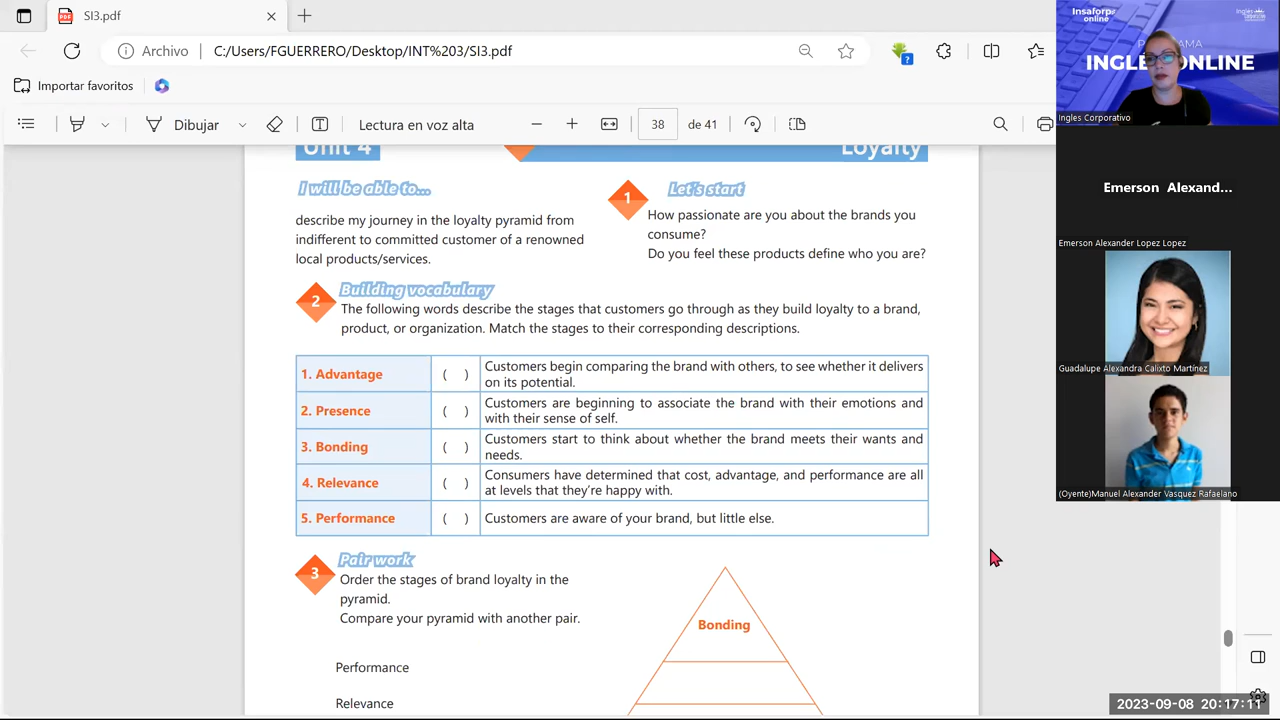 SI3.pdf
Archivo
C:/Users/FGUERRERO/Desktop/INT%203/SI3.pdf
Importar favoritos
Dibujar
Lectura en voz alta
38
de 41
Unit 4
Loyalty
I will be able to...
describe my journey in the loyalty pyramid from
indifferent to committed customer of a renowned
local products/services.
1
Let's start
How passionate are you about the brands you
consume?
Do you feel these products define who you are?
2
Building vocabulary
The following words describe the stages that customers go through as they build loyalty to a brand,
product, or organization. Match the stages to their corresponding descriptions.
1. Advantage ( ) Customers begin comparing the brand with others, to see whether it delivers
on its potential.
2. Presence ( ) Customers are beginning to associate the brand with their emotions and
with their sense of self.
3. Bonding ( ) Customers start to think about whether the brand meets their wants and
needs.
4. Relevance ( ) Consumers have determined that cost, advantage, and performance are all
at levels that they're happy with.
5. Performance ( ) Customers are aware of your brand, but little else.
3
Pair work
Order the stages of brand loyalty in the
pyramid.
Compare your pyramid with another pair.
Performance
Relevance
Bonding
Insaforp
online
Ingles Corporativo
Emerson Alexand...
Emerson Alexander Lopez Lopez
Guadalupe Alexandra Calixto Martínez
(Oyente)Manuel Alexander Vasquez Rafaelano
2023-09-08 20:17:11